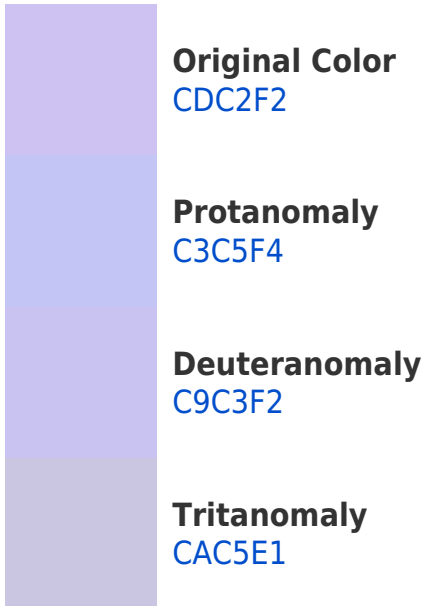 Original Color
CDC2F2
Protanomaly
C3C5F4
Deuteranomaly
C9C3F2
Tritanomaly
CAC5E1